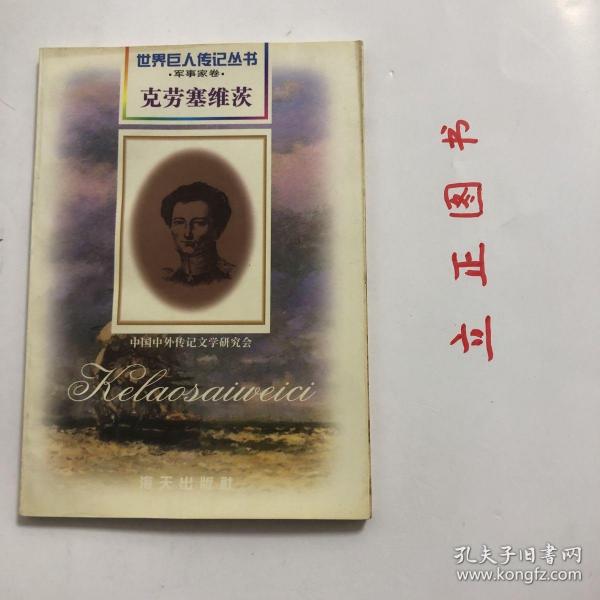 世界巨人传记丛书
·军事家卷·
克劳塞维茨
中国中外传记文学研究会
Kelaosaiweici
海天出版社
立正图书
孔夫子旧书网
www.kongfz.com